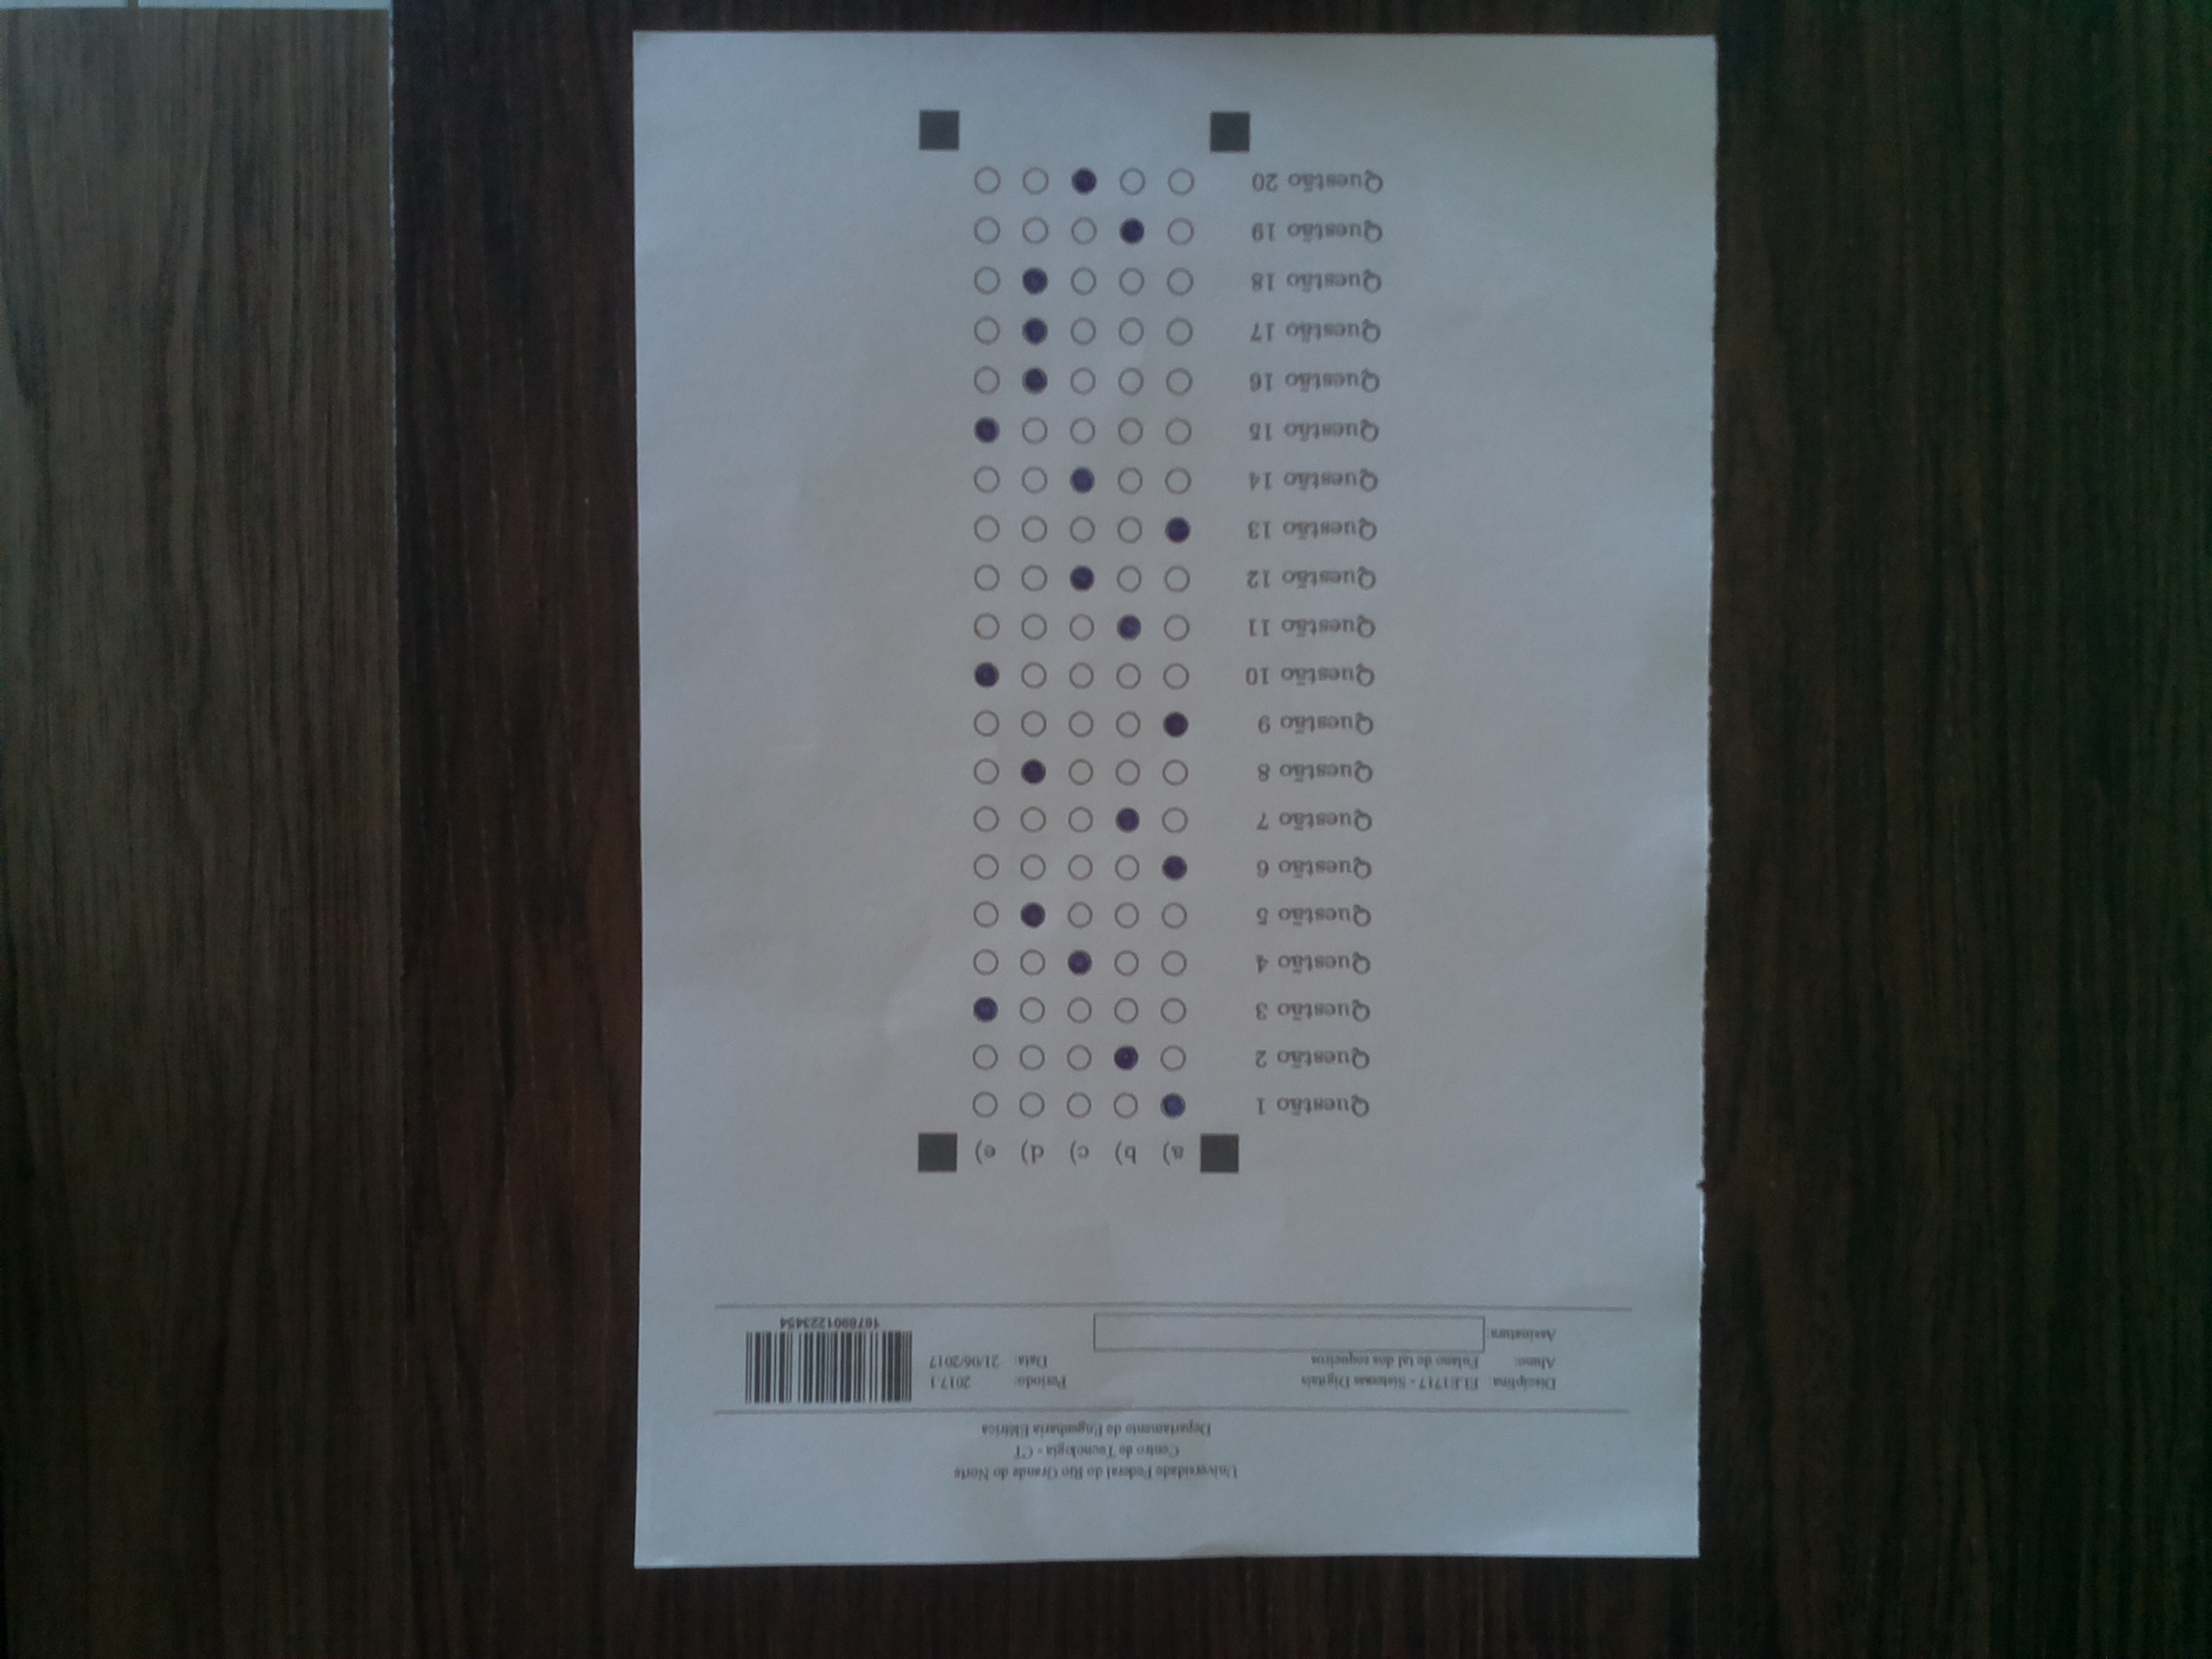 Universidade Federal do Rio Grande do Norte
Centro de Tecnologia - CT
Departamento de Engenharia Elétrica
Disciplina: ELE1717 - Sistemas Digitais Período: 2017.1
Aluno: Fulano de tal dos coqueiros Data: 21/06/2017
Assinatura:
1678901223454
a) b) c) d) e)
Questão 1
Questão 2
Questão 3
Questão 4
Questão 5
Questão 6
Questão 7
Questão 8
Questão 9
Questão 10
Questão 11
Questão 12
Questão 13
Questão 14
Questão 15
Questão 16
Questão 17
Questão 18
Questão 19
Questão 20